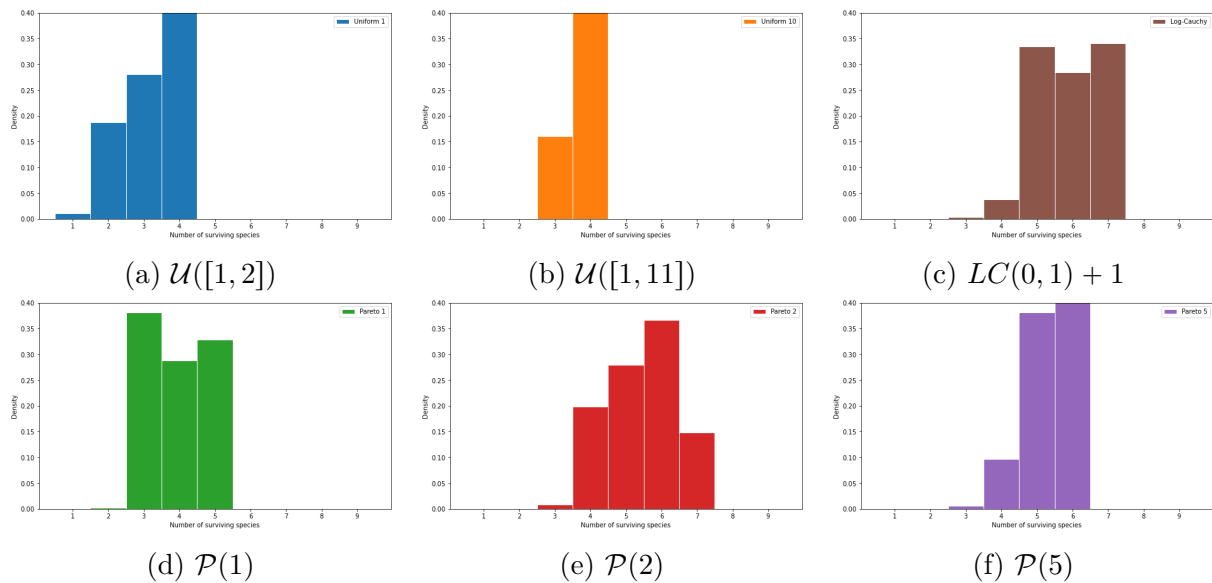 0.40
0.35
0.30
0.25
0.20
0.15
0.10
0.05
0.00
Density
1 2 3 4 5 6 7 8 9
Number of surviving species
Uniform 1
(a) 𝒰([1, 2])
0.40
0.35
0.30
0.25
0.20
0.15
0.10
0.05
0.00
Density
1 2 3 4 5 6 7 8 9
Number of surviving species
Uniform 10
(b) 𝒰([1, 11])
0.40
0.35
0.30
0.25
0.20
0.15
0.10
0.05
0.00
Density
1 2 3 4 5 6 7 8 9
Number of surviving species
Log-Cauchy
(c) LC(0, 1) + 1
0.40
0.35
0.30
0.25
0.20
0.15
0.10
0.05
0.00
Density
1 2 3 4 5 6 7 8 9
Number of surviving species
Pareto 1
(d) 𝒫(1)
0.40
0.35
0.30
0.25
0.20
0.15
0.10
0.05
0.00
Density
1 2 3 4 5 6 7 8 9
Number of surviving species
Pareto 2
(e) 𝒫(2)
0.40
0.35
0.30
0.25
0.20
0.15
0.10
0.05
0.00
Density
1 2 3 4 5 6 7 8 9
Number of surviving species
Pareto 5
(f) 𝒫(5)